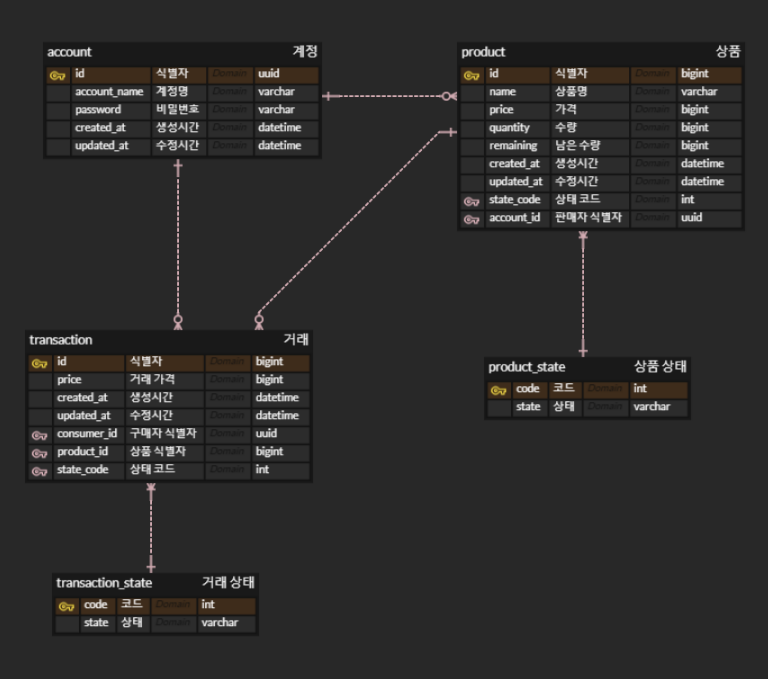 account 계정
id 식별자 Domain uuid
account_name 계정명 Domain varchar
password 비밀번호 Domain varchar
created_at 생성시간 Domain datetime
updated_at 수정시간 Domain datetime
product 상품
id 식별자 Domain bigint
name 상품명 Domain varchar
price 가격 Domain bigint
quantity 수량 Domain bigint
remaining 남은 수량 Domain bigint
created_at 생성시간 Domain datetime
updated_at 수정시간 Domain datetime
state_code 상태 코드 Domain int
account_id 판매자 식별자 Domain uuid
transaction 거래
id 식별자 Domain bigint
price 거래 가격 Domain bigint
created_at 생성시간 Domain datetime
updated_at 수정시간 Domain datetime
consumer_id 구매자 식별자 Domain uuid
product_id 상품 식별자 Domain bigint
state_code 상태 코드 Domain int
product_state 상품 상태
code 코드 Domain int
state 상태 Domain varchar
transaction_state 거래 상태
code 코드 Domain int
state 상태 Domain varchar